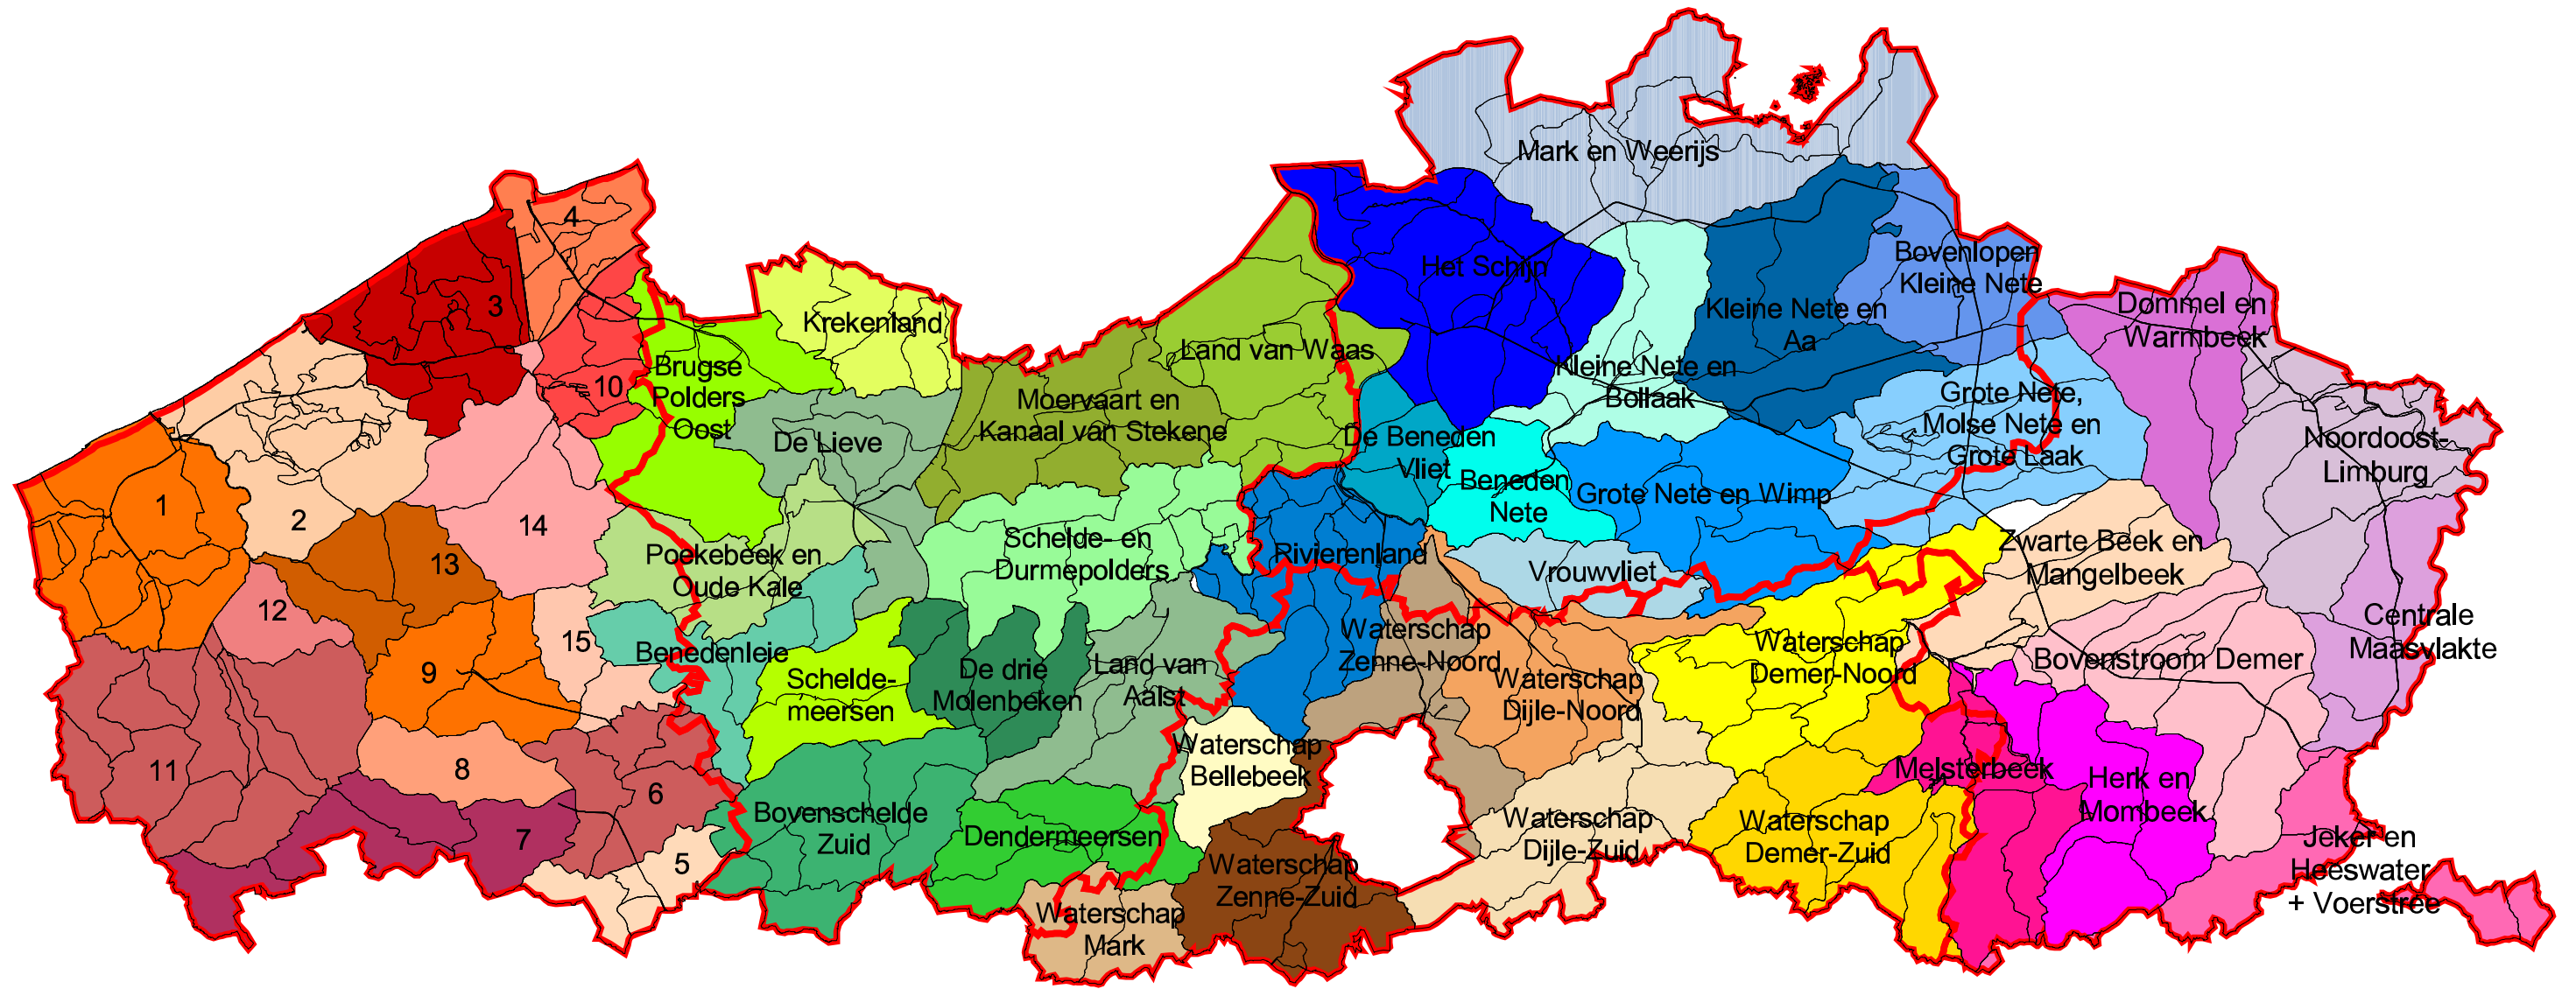 Mark en Weerijs
4
Het Schijn
Bovenlopen
Kleine Nete
3
Krekenland
Kleine Nete en
Aa
Dommel en
Warmbeek
Land van Waas
Brugse
Polders
Oost
10
Kleine Nete en
Bollaak
Moervaart en
Kanaal van Stekene
Grote Nete,
Molse Nete en
Grote Laak
De Lieve
De Beneden
Vliet
Noordoost-
Limburg
1
2
14
Beneden
Nete
Grote Nete en Wimp
Schelde- en
Durmepolders
Poekebeek en
Oude Kale
Rivierenland
Vrouwvliet
Zwarte Beek en
Mangelbeek
13
12
15
Centrale
Maasvlakte
Benedenleie
Waterschap
Zenne-Noord
Waterschap
Demer-Noord
Bovenstroom Demer
9
Schelde-
meersen
De drie
Molenbeken
Land van
Aalst
Waterschap
Dijle-Noord
11
8
Waterschap
Bellebeek
Melsterbeek
Herk en
Mombeek
6
Bovenschelde
Zuid
Dendermeersen
Waterschap
Dijle-Zuid
Waterschap
Demer-Zuid
7
5
Waterschap
Zenne-Zuid
Jeker en
Heeswater
+ Voerstree
Waterschap
Mark